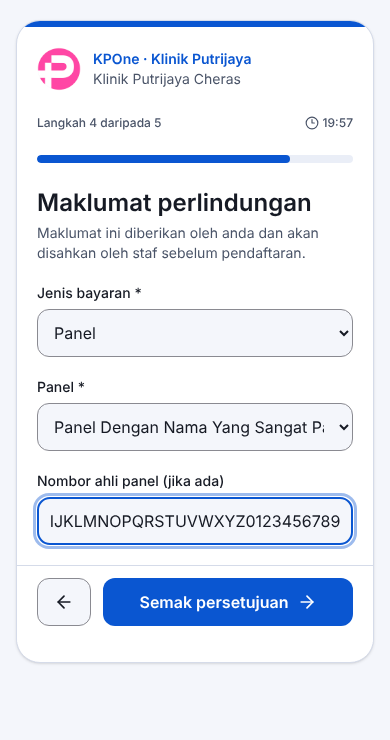 KPOne · Klinik Putrijaya
Klinik Putrijaya Cheras
Langkah 4 daripada 5
19:57
Maklumat perlindungan
Maklumat ini diberikan oleh anda dan akan
disahkan oleh staf sebelum pendaftaran.
Jenis bayaran *
Panel
Panel *
Panel Dengan Nama Yang Sangat Pa
Nombor ahli panel (jika ada)
IJKLMNOPQRSTUVWXYZ0123456789
Semak persetujuan